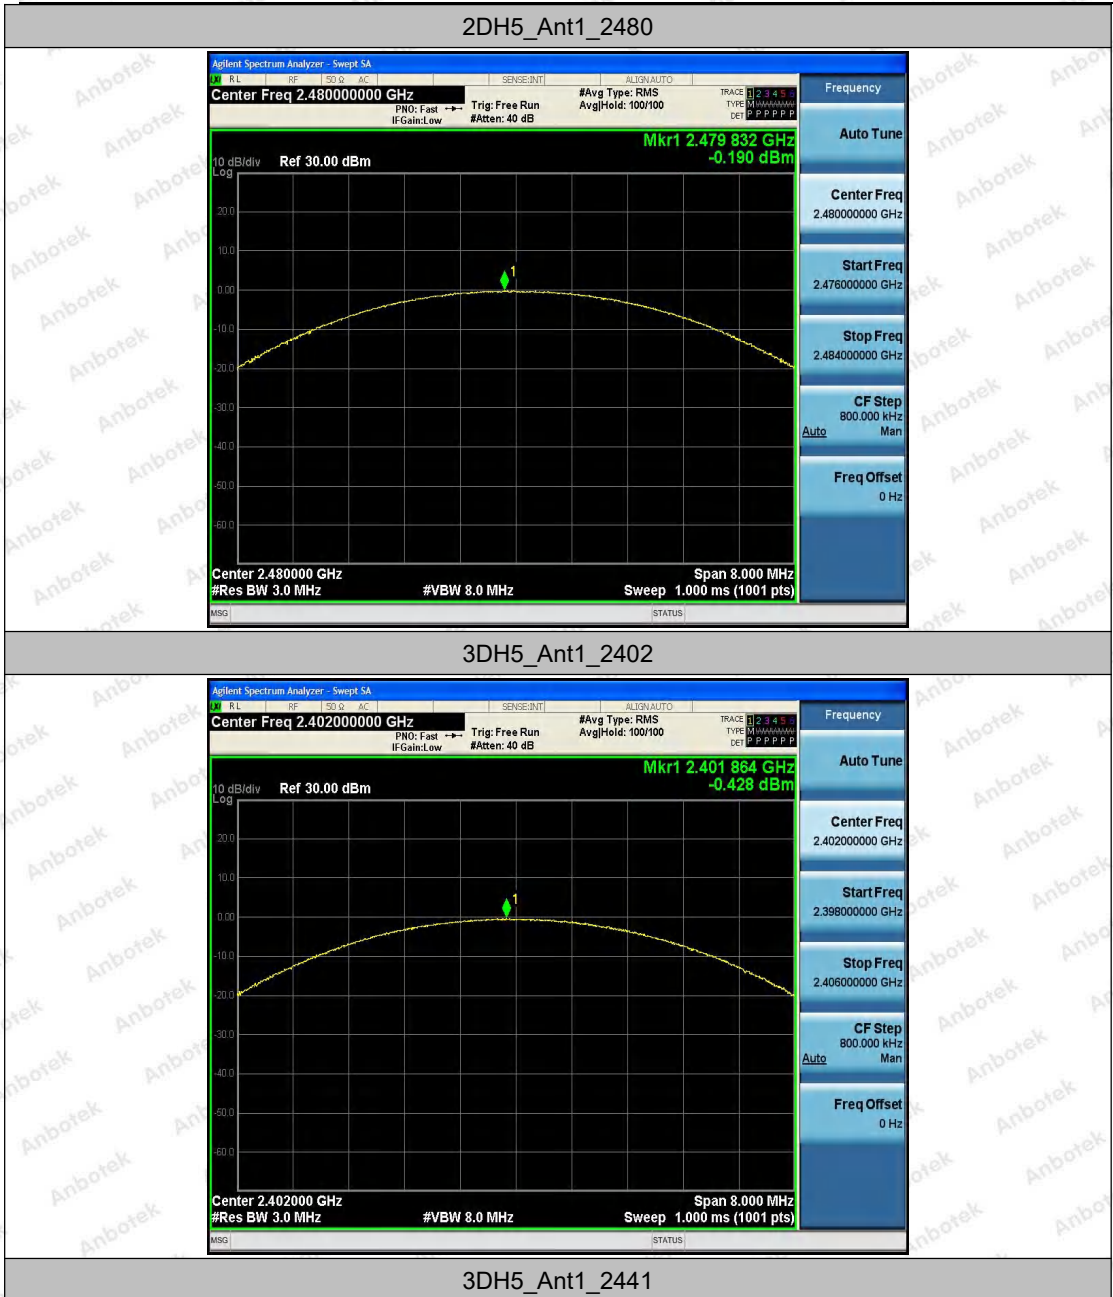 2DH5_Ant1_2480
Agilent Spectrum Analyzer - Swept SA
LXI RL RF 50 Ω AC SENSE:INT ALIGNAUTO
Center Freq 2.480000000 GHz
PNO: Fast
IFGain:Low
Trig: Free Run
#Atten: 40 dB
#Avg Type: RMS
Avg|Hold: 100/100
TRACE 1 2 3 4 5 6
TYPE M
DET P P P P P P
Mkr1 2.479 832 GHz
-0.190 dBm
10 dB/div Ref 30.00 dBm
Log
20.0
10.0
0.00
-10.0
-20.0
-30.0
-40.0
-50.0
-60.0
1
Center 2.480000 GHz Span 8.000 MHz
#Res BW 3.0 MHz #VBW 8.0 MHz Sweep 1.000 ms (1001 pts)
MSG STATUS
Frequency
Auto Tune
Center Freq
2.480000000 GHz
Start Freq
2.476000000 GHz
Stop Freq
2.484000000 GHz
CF Step
800.000 kHz
Auto Man
Freq Offset
0 Hz
3DH5_Ant1_2402
Agilent Spectrum Analyzer - Swept SA
LXI RL RF 50 Ω AC SENSE:INT ALIGNAUTO
Center Freq 2.402000000 GHz
PNO: Fast
IFGain:Low
Trig: Free Run
#Atten: 40 dB
#Avg Type: RMS
Avg|Hold: 100/100
TRACE 1 2 3 4 5 6
TYPE M
DET P P P P P P
Mkr1 2.401 864 GHz
-0.428 dBm
10 dB/div Ref 30.00 dBm
Log
20.0
10.0
0.00
-10.0
-20.0
-30.0
-40.0
-50.0
-60.0
1
Center 2.402000 GHz Span 8.000 MHz
#Res BW 3.0 MHz #VBW 8.0 MHz Sweep 1.000 ms (1001 pts)
MSG STATUS
Frequency
Auto Tune
Center Freq
2.402000000 GHz
Start Freq
2.398000000 GHz
Stop Freq
2.406000000 GHz
CF Step
800.000 kHz
Auto Man
Freq Offset
0 Hz
3DH5_Ant1_2441